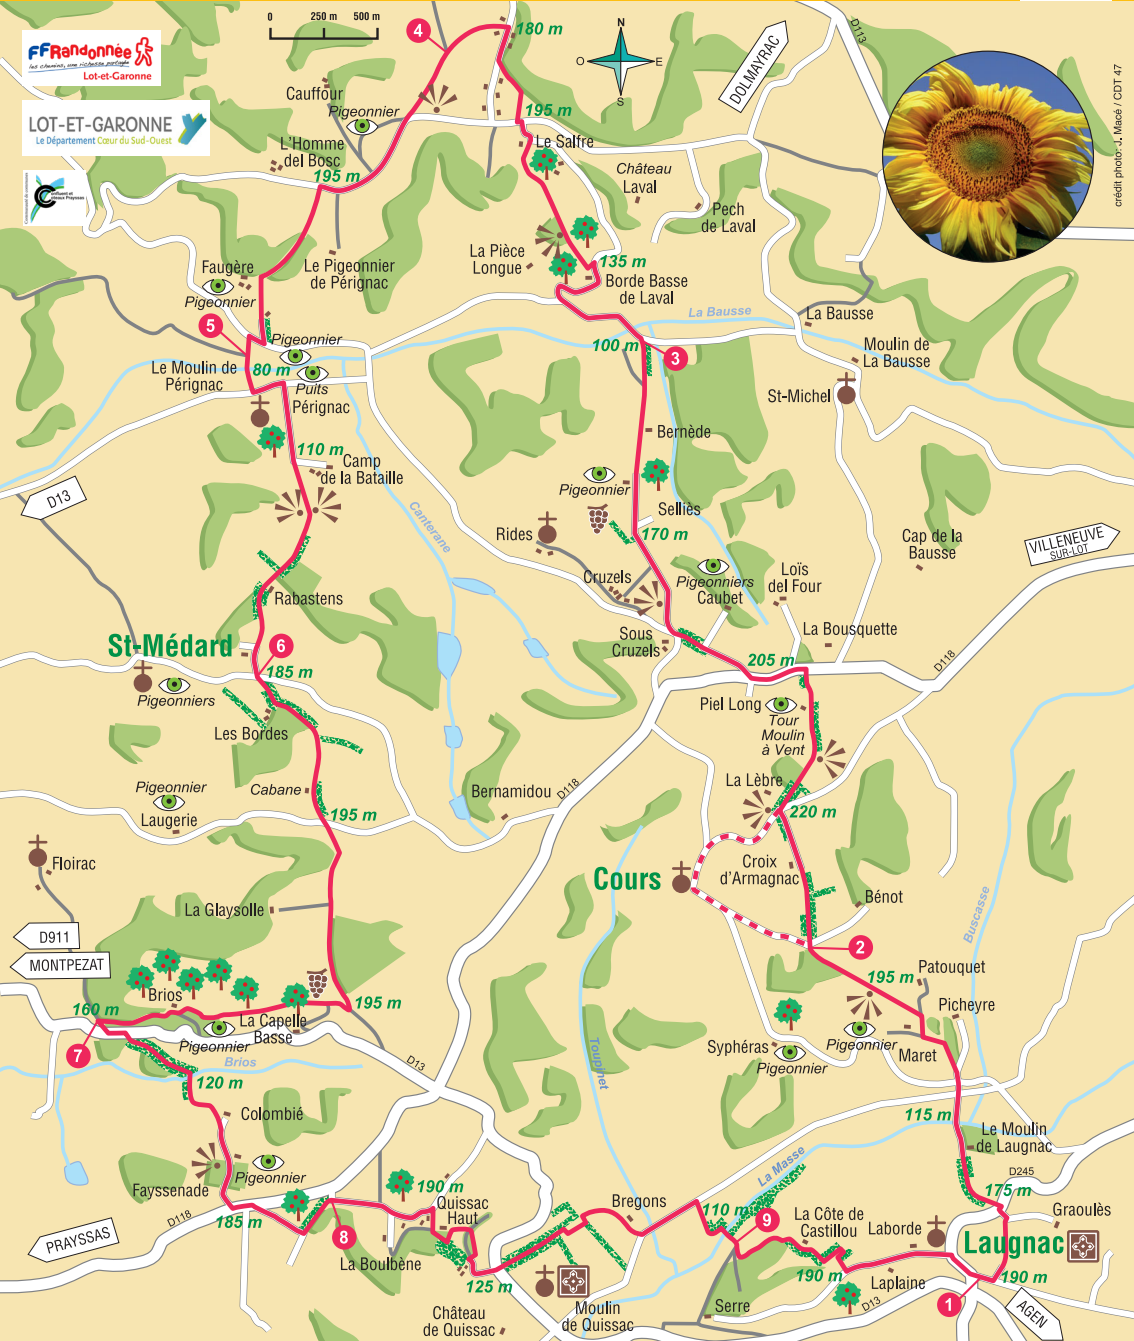 FFRandonnée
les chemins, une richesse partagée
Lot-et-Garonne
LOT-ET-GARONNE
Le Département Cœur du Sud-Ouest
Confluent et
Coteaux Prayssas
0 250 m 500 m
N
O
E
S
DOLMAYRAC
D113
crédit photo: J. Macé / CDT 47
4
180 m
Cauffour
Pigeonnier
195 m
L'Homme
del Bosc
Le Salfre
195 m
Château
Laval
Pech
de Laval
Faugère
Pigeonnier
Le Pigeonnier
de Pérignac
La Pièce
Longue
135 m
Borde Basse
de Laval
La Bausse
La Bausse
5
Pigeonnier
100 m
3
Moulin de
La Bausse
Le Moulin de
Pérignac
80 m
Puits
Pérignac
St-Michel
Bernède
110 m
Camp
de la Bataille
Pigeonnier
D13
Selliès
Canterane
Rides
170 m
Cap de la
Bausse
VILLENEUVE
SUR-LOT
Cruzels
Pigeonniers
Caubet
Loïs
del Four
Rabastens
St-Médard
6
Sous
Cruzels
La Bousquette
185 m
205 m
D118
Pigeonniers
Piel Long
Tour
Moulin
à Vent
Les Bordes
Pigeonnier
Laugerie
Cabane
195 m
Bernamidou
D118
La Lèbre
220 m
Floirac
Cours
Croix
d'Armagnac
Bénot
La Glaysolle
Buscasse
D911
MONTPEZAT
2
195 m
Patouquet
Brios
160 m
195 m
Picheyre
La Capelle
Basse
Pigeonnier
7
Brios
D13
Toupinet
Syphéras
Pigeonnier
Pigeonnier
Maret
120 m
Colombié
115 m
Le Moulin
de Laugnac
Pigeonnier
La Masse
D245
Fayssenade
190 m
175 m
Quissac
Haut
Bregons
110 m
9
La Côte de
Castillou
Laborde
Graoulès
D118
185 m
8
PRAYSSAS
La Boulbène
Laugnac
125 m
190 m
Laplaine
190 m
1
D13
Château
de Quissac
Moulin
de Quissac
Serre
AGEN